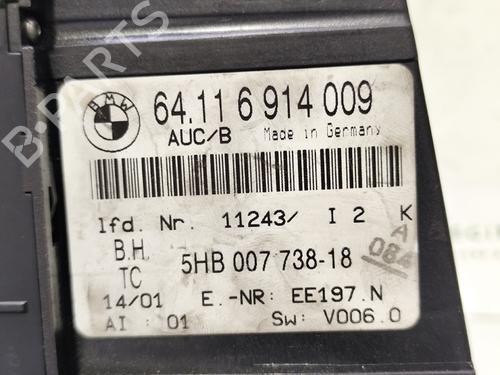 B-PARTS
BMW
64.11 6 914 009
AUC/B Made in Germany
lfd. Nr. 11243/ I 2 K
A
B.H. 084
TC 5HB 007 738-18
14/01 E.-NR: EE197.N
AI : 01 Sw: V006.0